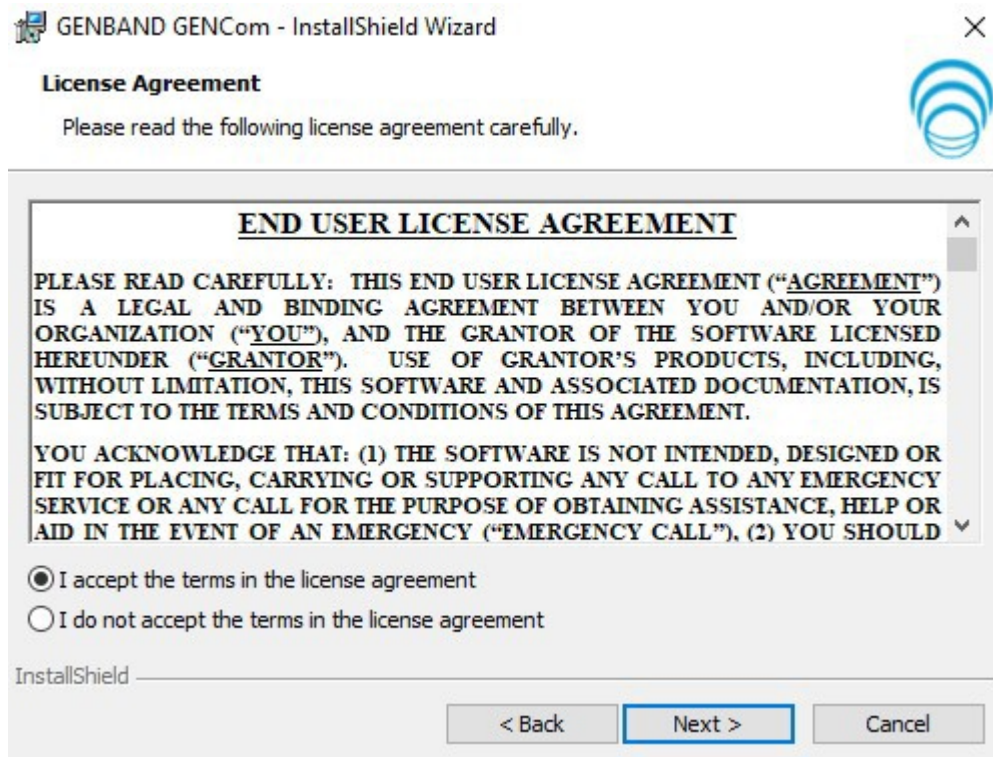 GENBAND GENCom - InstallShield Wizard
License Agreement
Please read the following license agreement carefully.
END USER LICENSE AGREEMENT
PLEASE READ CAREFULLY: THIS END USER LICENSE AGREEMENT (“AGREEMENT”)
IS A LEGAL AND BINDING AGREEMENT BETWEEN YOU AND/OR YOUR
ORGANIZATION (“YOU”), AND THE GRANTOR OF THE SOFTWARE LICENSED
HEREUNDER (“GRANTOR”). USE OF GRANTOR’S PRODUCTS, INCLUDING,
WITHOUT LIMITATION, THIS SOFTWARE AND ASSOCIATED DOCUMENTATION, IS
SUBJECT TO THE TERMS AND CONDITIONS OF THIS AGREEMENT.
YOU ACKNOWLEDGE THAT: (1) THE SOFTWARE IS NOT INTENDED, DESIGNED OR
FIT FOR PLACING, CARRYING OR SUPPORTING ANY CALL TO ANY EMERGENCY
SERVICE OR ANY CALL FOR THE PURPOSE OF OBTAINING ASSISTANCE, HELP OR
AID IN THE EVENT OF AN EMERGENCY (“EMERGENCY CALL”), (2) YOU SHOULD
I accept the terms in the license agreement
I do not accept the terms in the license agreement
InstallShield
< Back Next > Cancel